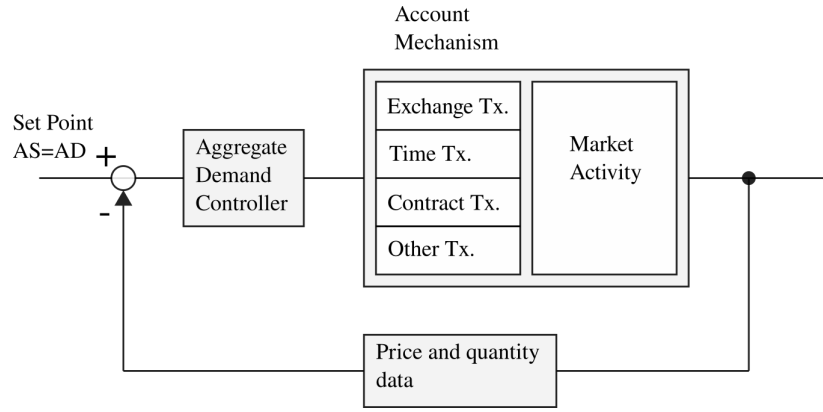 Account
Mechanism
Set Point
AS=AD
+
-
Aggregate
Demand
Controller
Exchange Tx.
Time Tx.
Contract Tx.
Other Tx.
Market
Activity
Price and quantity
data